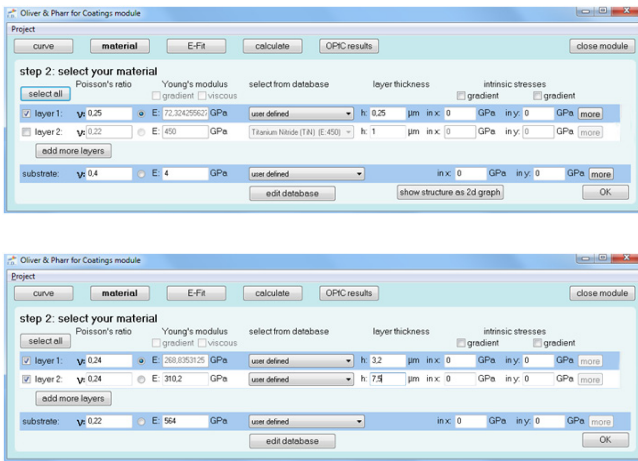 Oliver & Pharr for Coatings module
Project
curve material E-Fit calculate OPfC results close module
step 2: select your material
Poisson's ratio Young's modulus select from database layer thickness intrinsic stresses
select all gradient viscous gradient gradient
layer 1: ν: 0,25 E: 72,324255627 GPa user defined h: 0,25 µm in x: 0 GPa in y: 0 GPa more
layer 2: ν: 0,22 E: 450 GPa Titanium Nitride (TiN) (E:450) h: 1 µm in x: 0 GPa in y: 0 GPa more
add more layers
substrate: ν: 0,4 E: 4 GPa user defined in x: 0 GPa in y: 0 GPa more
edit database show structure as 2d graph OK
Oliver & Pharr for Coatings module
Project
curve material E-Fit calculate OPfC results close module
step 2: select your material
Poisson's ratio Young's modulus select from database layer thickness intrinsic stresses
select all gradient viscous gradient gradient
layer 1: ν: 0,24 E: 268,8353125 GPa user defined h: 3,2 µm in x: 0 GPa in y: 0 GPa more
layer 2: ν: 0,24 E: 310,2 GPa user defined h: 7,5 µm in x: 0 GPa in y: 0 GPa more
add more layers
substrate: ν: 0,22 E: 564 GPa user defined in x: 0 GPa in y: 0 GPa more
edit database OK